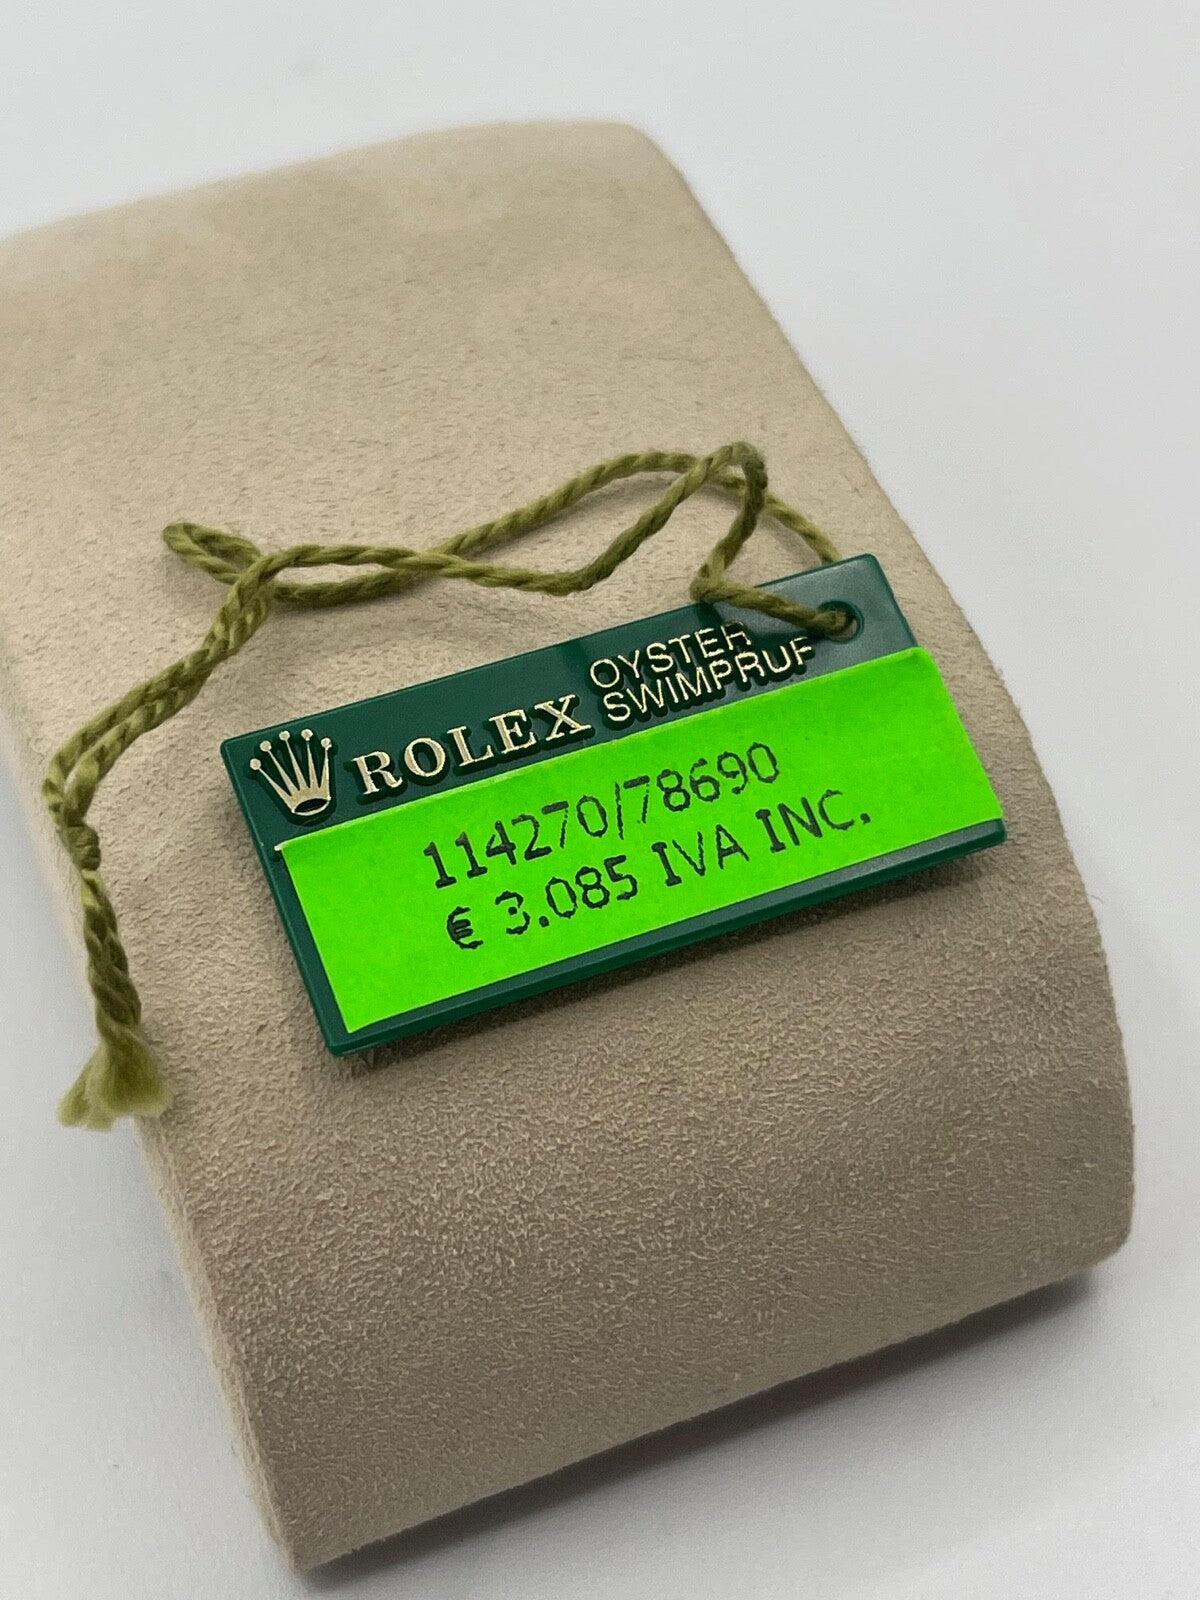 ROLEX OYSTER
SWIMPRUF
114270/78690
€ 3.085 IVA INC.